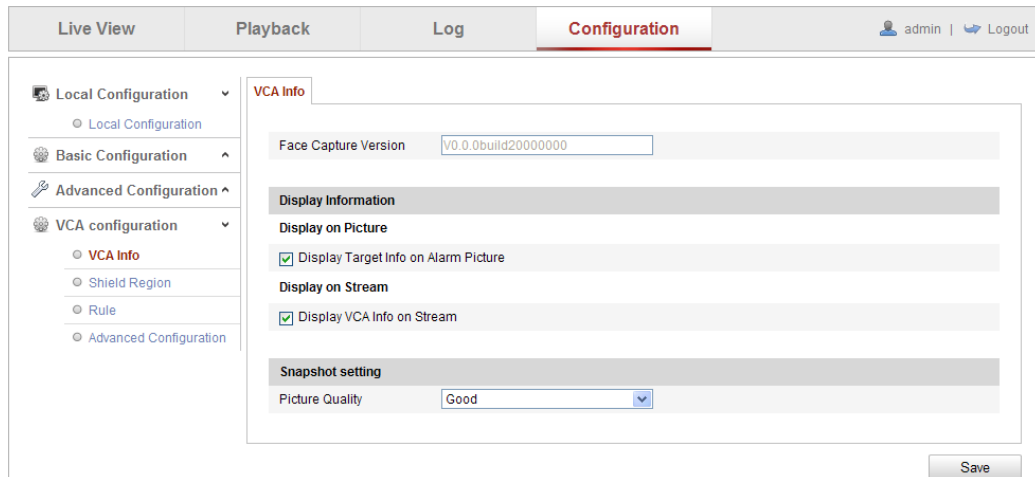 Live View
Playback
Log
Configuration
admin | Logout
Local Configuration
Local Configuration
Basic Configuration
Advanced Configuration
VCA configuration
VCA Info
Shield Region
Rule
Advanced Configuration
VCA Info
Face Capture Version V0.0.0build20000000
Display Information
Display on Picture
Display Target Info on Alarm Picture
Display on Stream
Display VCA Info on Stream
Snapshot setting
Picture Quality Good
Save